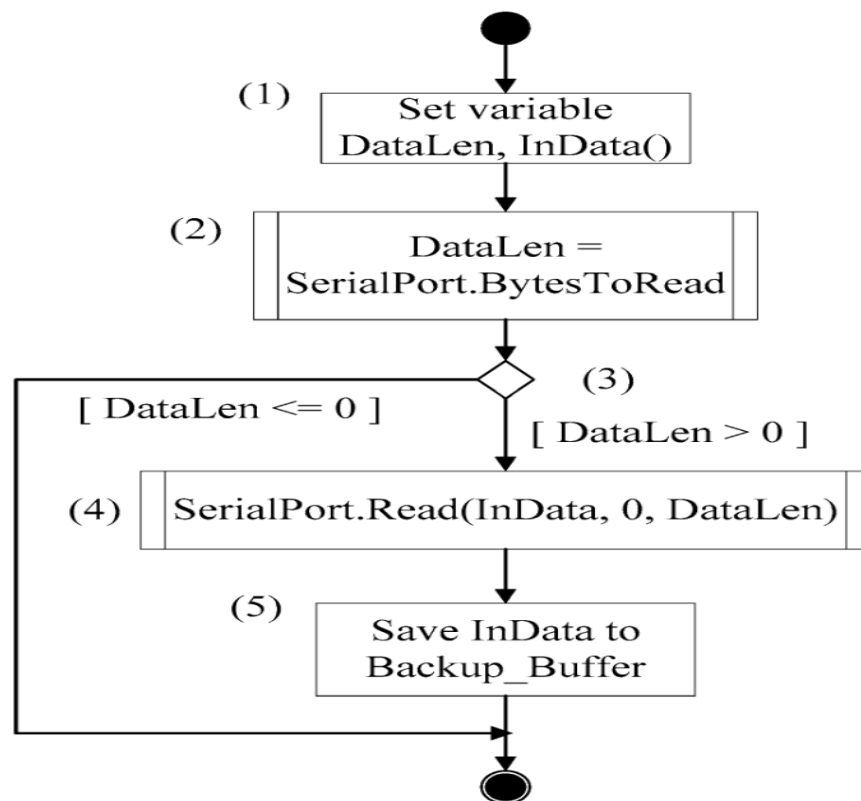 (1)
Set variable
DataLen, InData()
(2)
DataLen =
SerialPort.BytesToRead
(3)
[ DataLen <= 0 ]
[ DataLen > 0 ]
(4)
SerialPort.Read(InData, 0, DataLen)
(5)
Save InData to
Backup_Buffer